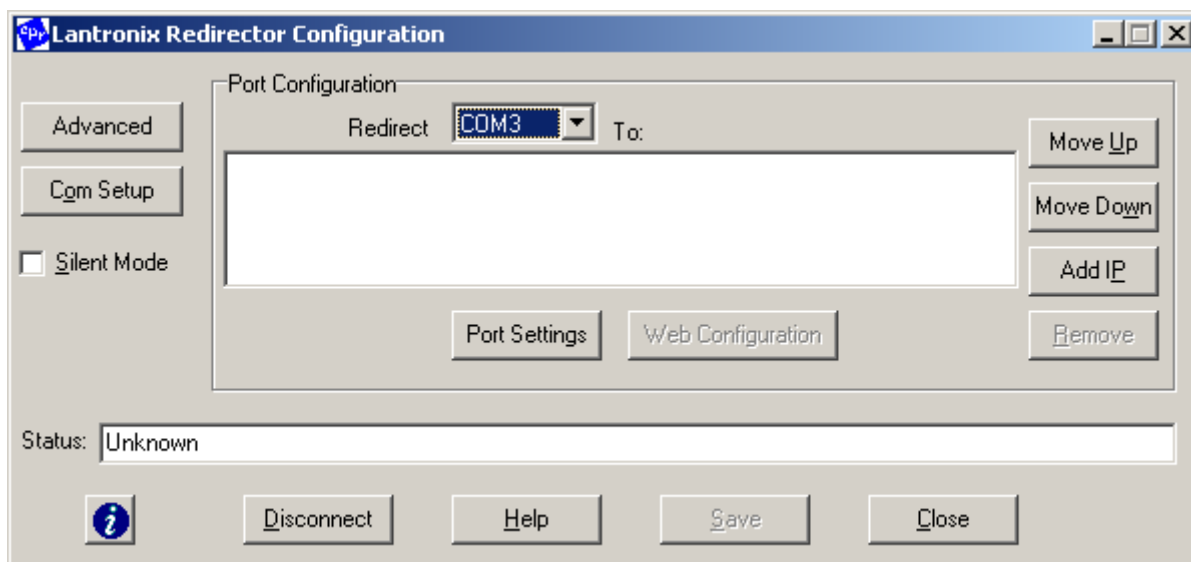 cpr Lantronix Redirector Configuration
Port Configuration
Advanced
Redirect COM3 To:
Move Up
Com Setup
Move Down
Silent Mode
Add IP
Port Settings Web Configuration Remove
Status: Unknown
i Disconnect Help Save Close